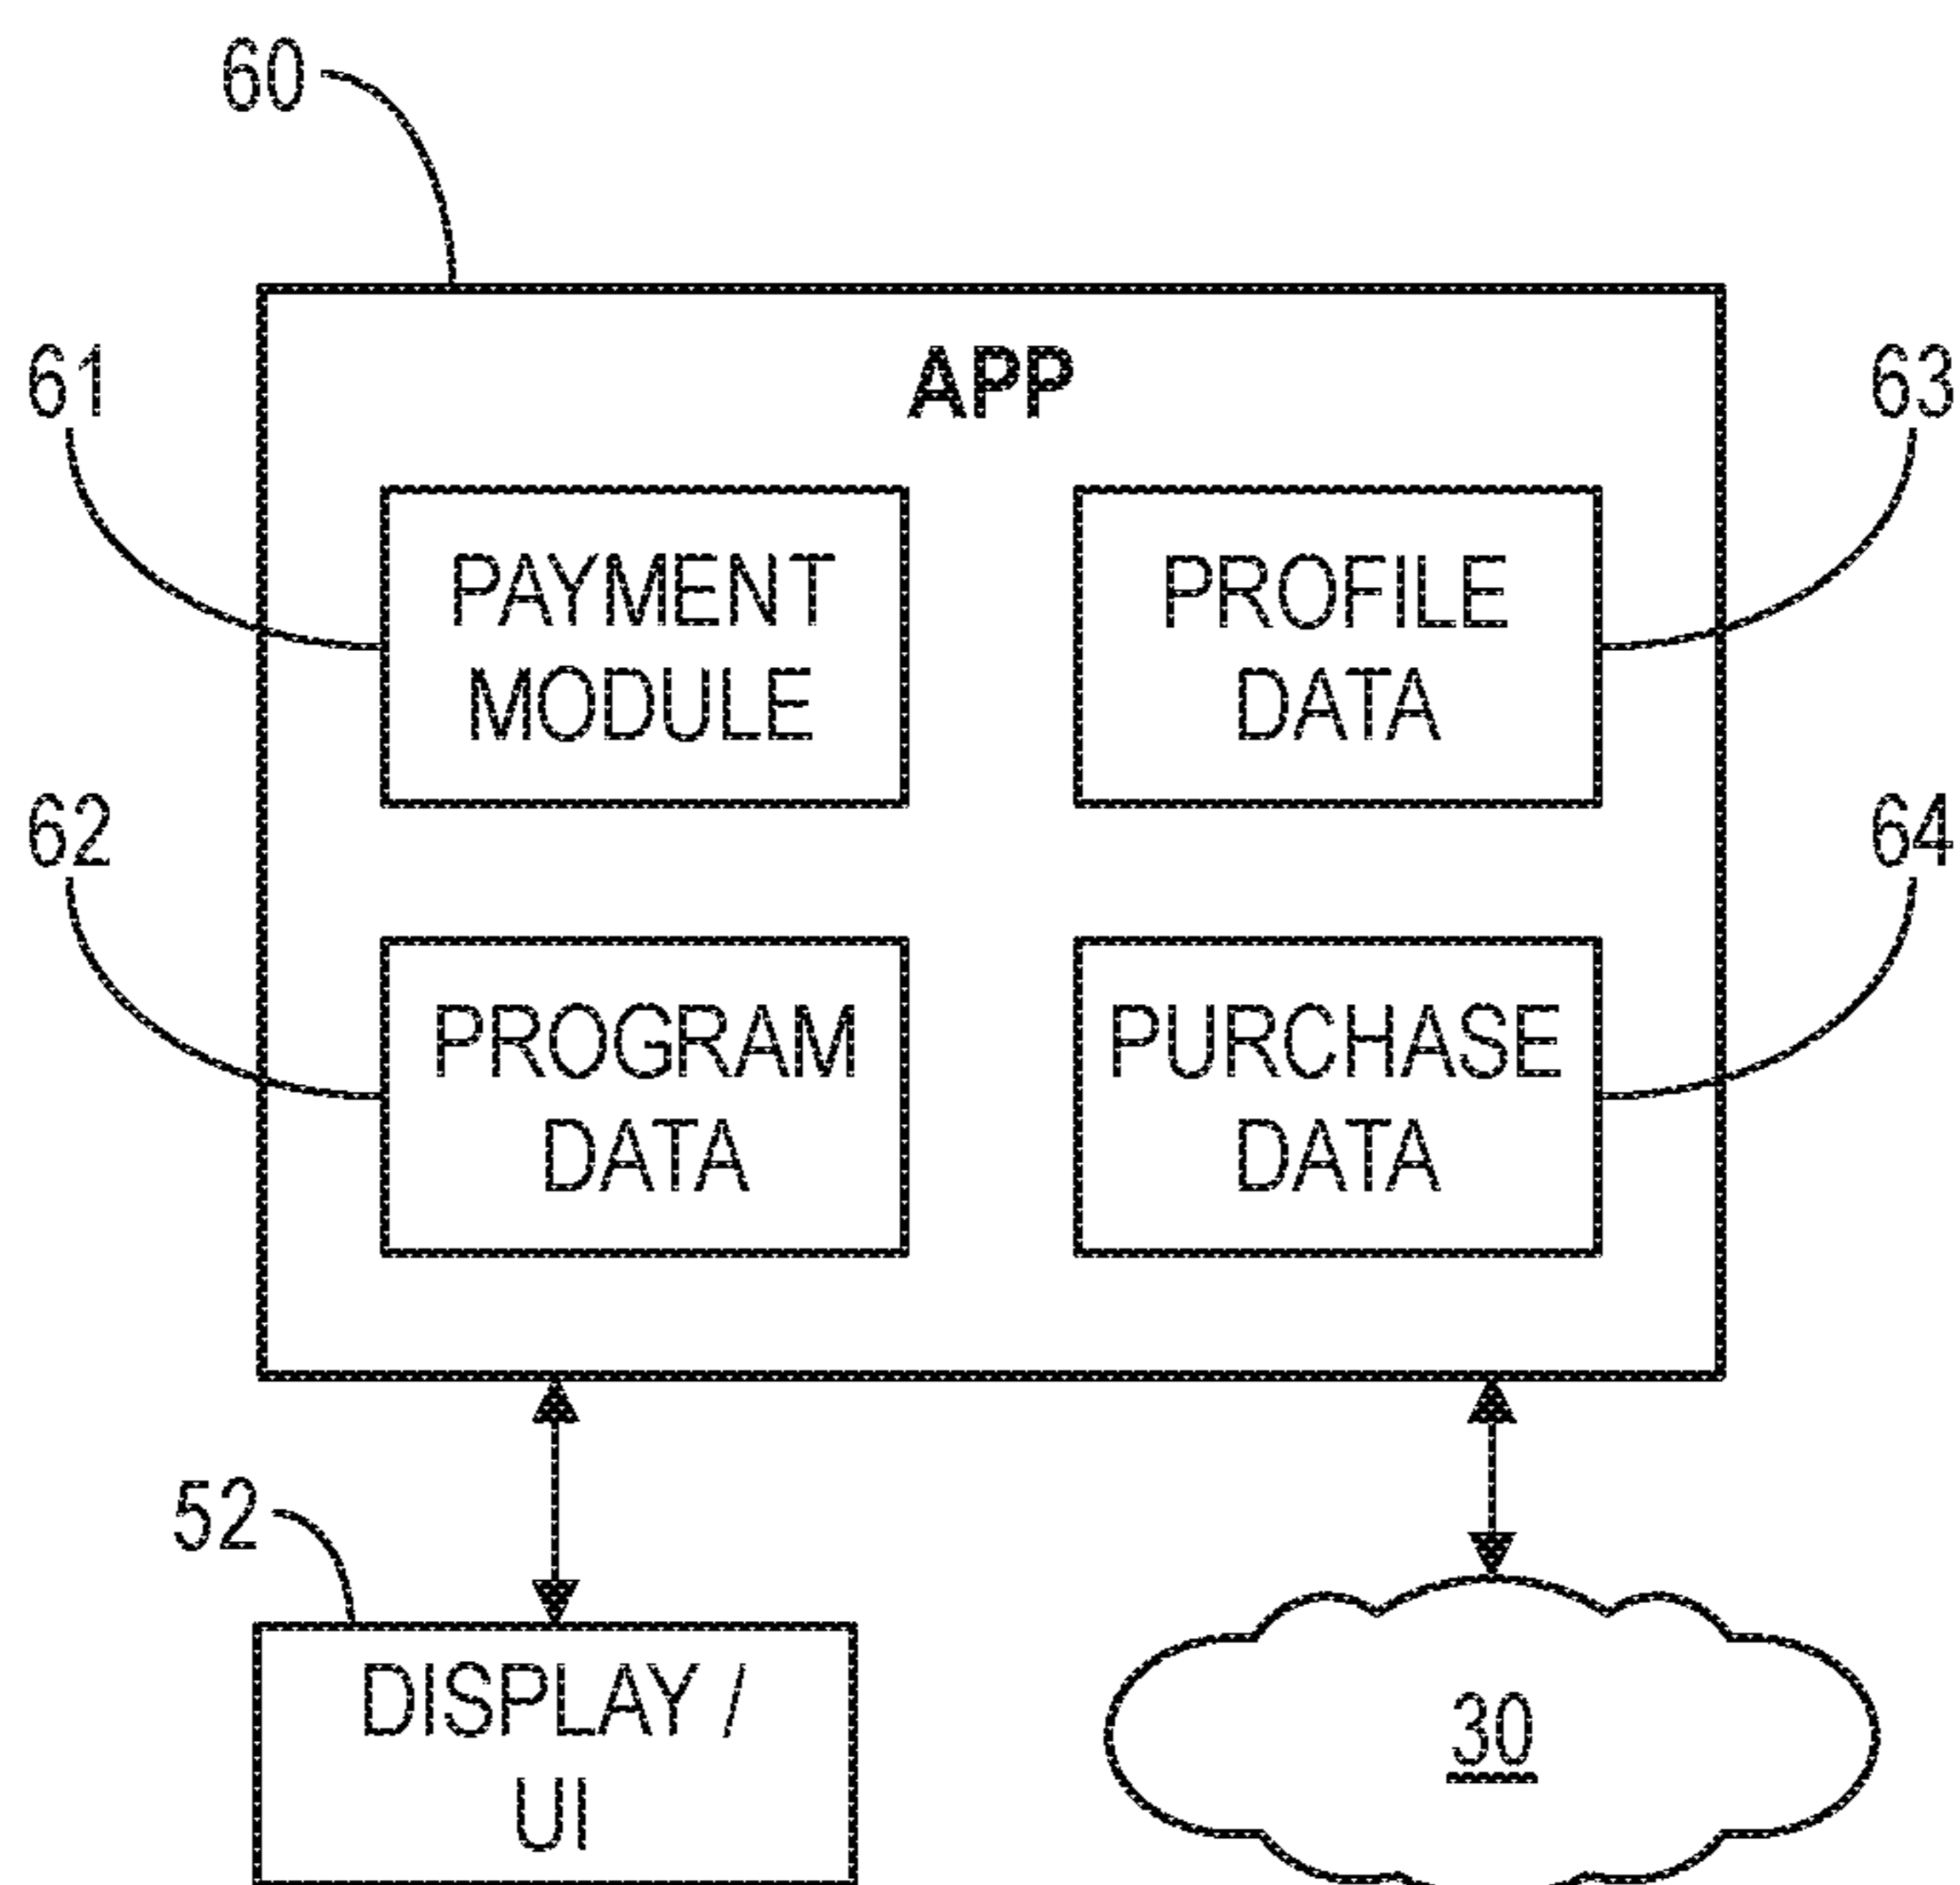 60
APP
61
63
PAYMENT
MODULE
PROFILE
DATA
62
64
PROGRAM
DATA
PURCHASE
DATA
52
DISPLAY /
UI
30